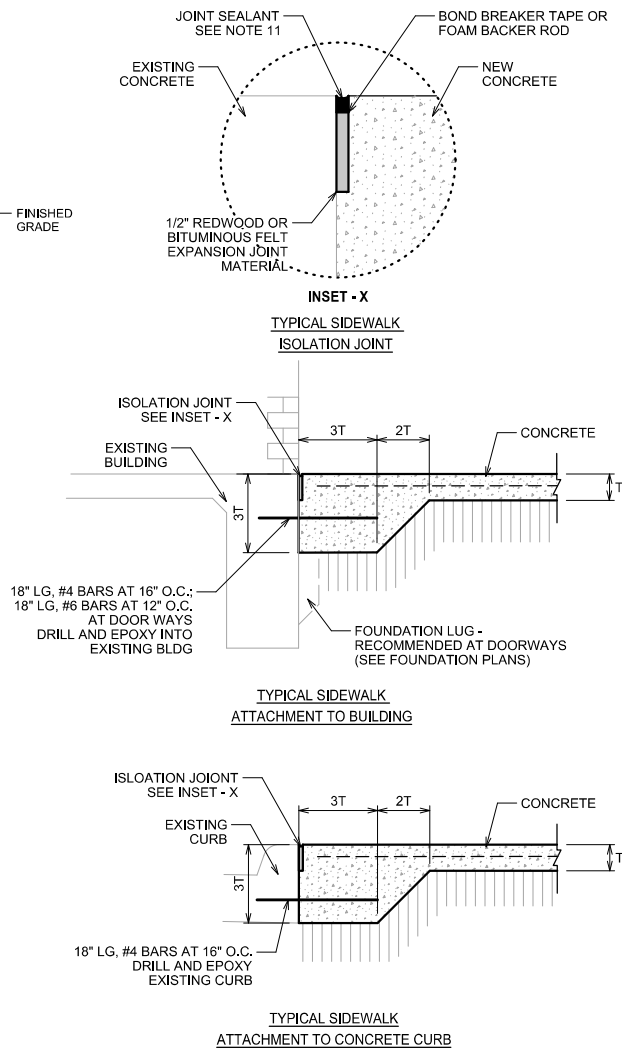 JOINT SEALANT
SEE NOTE 11
BOND BREAKER TAPE OR
FOAM BACKER ROD
EXISTING
CONCRETE
NEW
CONCRETE
FINISHED
GRADE
1/2" REDWOOD OR
BITUMINOUS FELT
EXPANSION JOINT
MATERIAL
INSET - X
TYPICAL SIDEWALK
ISOLATION JOINT
ISOLATION JOINT
SEE INSET - X
3T
2T
CONCRETE
EXISTING
BUILDING
3T
T
18" LG, #4 BARS AT 16" O.C.;
18" LG, #6 BARS AT 12" O.C.
AT DOOR WAYS
DRILL AND EPOXY INTO
EXISTING BLDG
FOUNDATION LUG -
RECOMMENDED AT DOORWAYS
(SEE FOUNDATION PLANS)
TYPICAL SIDEWALK
ATTACHMENT TO BUILDING
ISLOATION JOIONT
SEE INSET - X
3T
2T
CONCRETE
EXISTING
CURB
3T
T
18" LG, #4 BARS AT 16" O.C.
DRILL AND EPOXY
EXISTING CURB
TYPICAL SIDEWALK
ATTACHMENT TO CONCRETE CURB